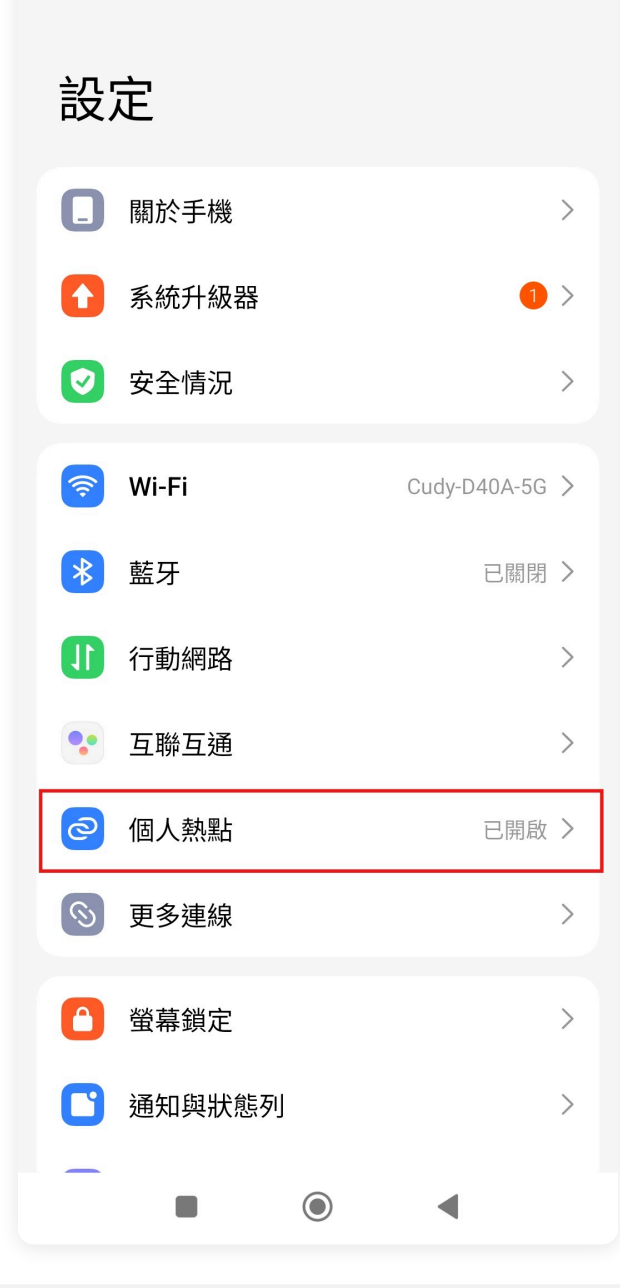 設定
關於手機
系統升級器 1
安全情況
Wi-Fi Cudy-D40A-5G
藍牙 已關閉
行動網路
互聯互通
個人熱點 已開啟
更多連線
螢幕鎖定
通知與狀態列